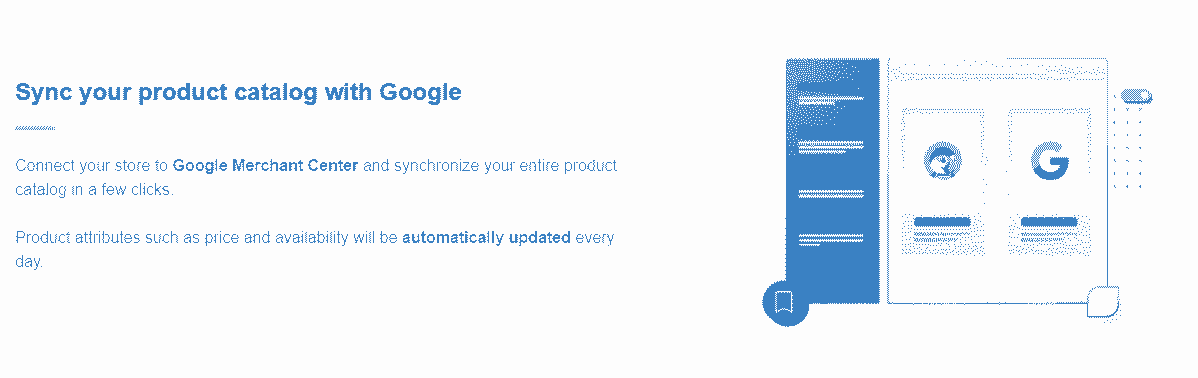 Sync your product catalog with Google
Connect your store to Google Merchant Center and synchronize your entire product
catalog in a few clicks.
Product attributes such as price and availability will be automatically updated every
day.
G